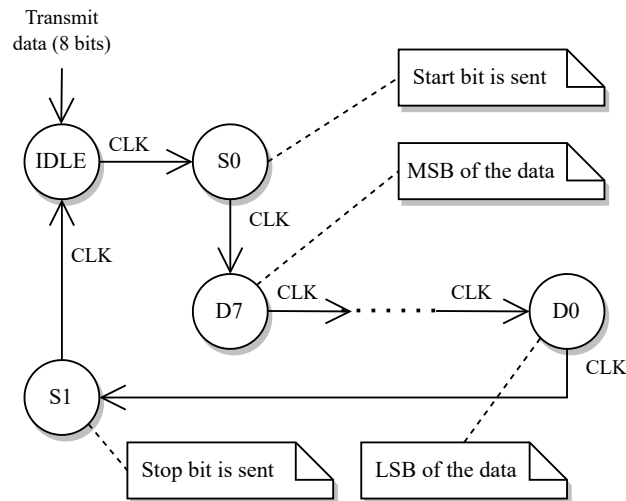 Transmit
data (8 bits)
Start bit is sent
IDLE
CLK
S0
MSB of the data
CLK
CLK
D7
CLK
CLK
D0
CLK
S1
Stop bit is sent
LSB of the data